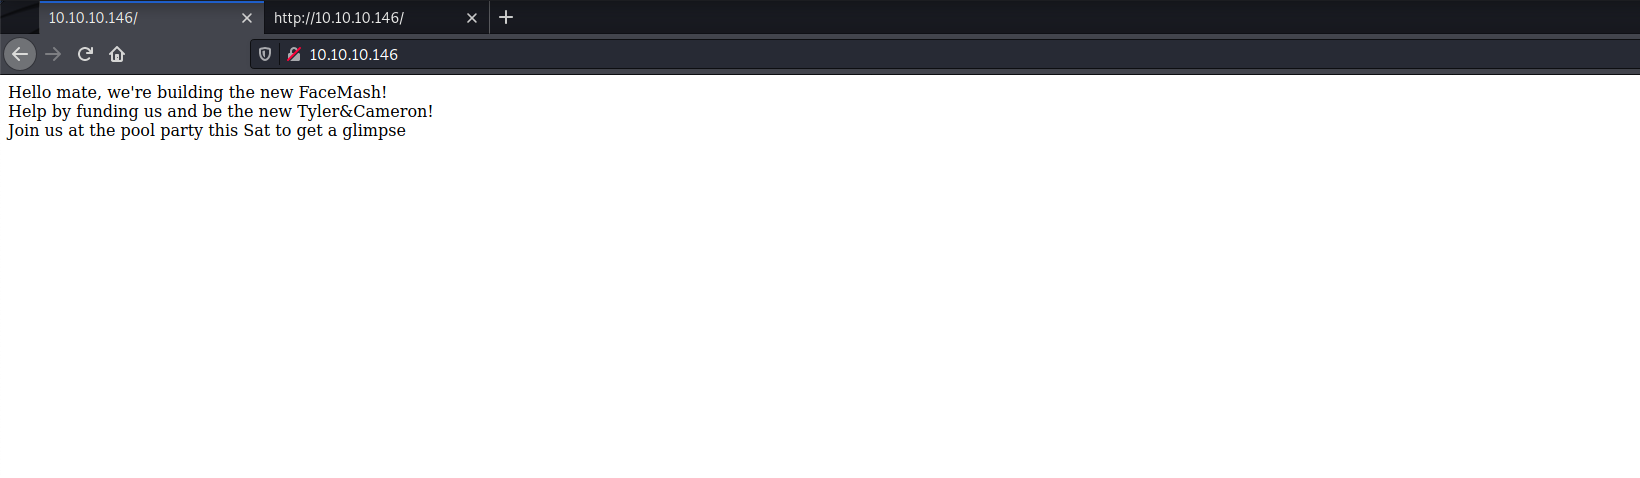 10.10.10.146/
http://10.10.10.146/
10.10.10.146
Hello mate, we're building the new FaceMash!
Help by funding us and be the new Tyler&Cameron!
Join us at the pool party this Sat to get a glimpse